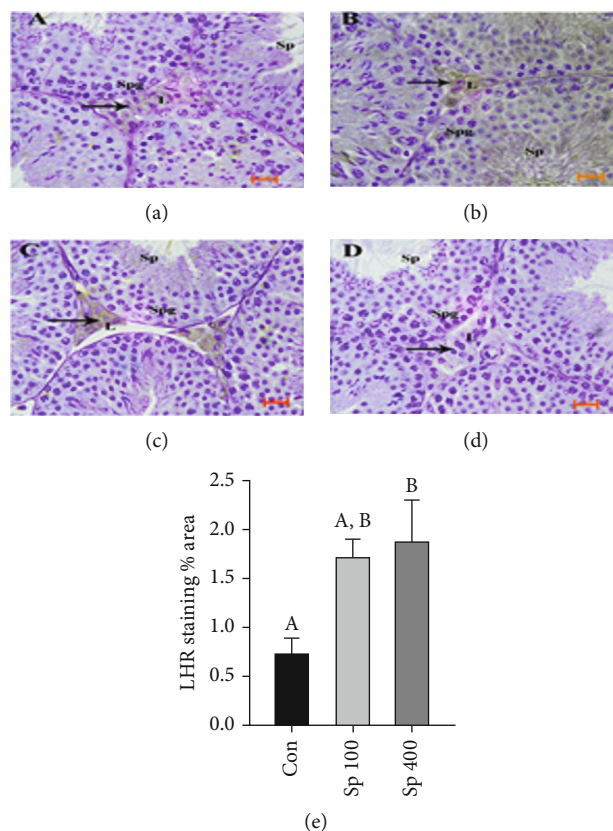 A
Sp
Spg
L
(a)
B
L
Spg
Sp
(b)
C
Sp
Spg
L
(c)
D
Sp
Spg
L
(d)
LHR staining % area
2.5
2.0
1.5
1.0
0.5
0.0
A
A, B
B
Con
Sp 100
Sp 400
(e)